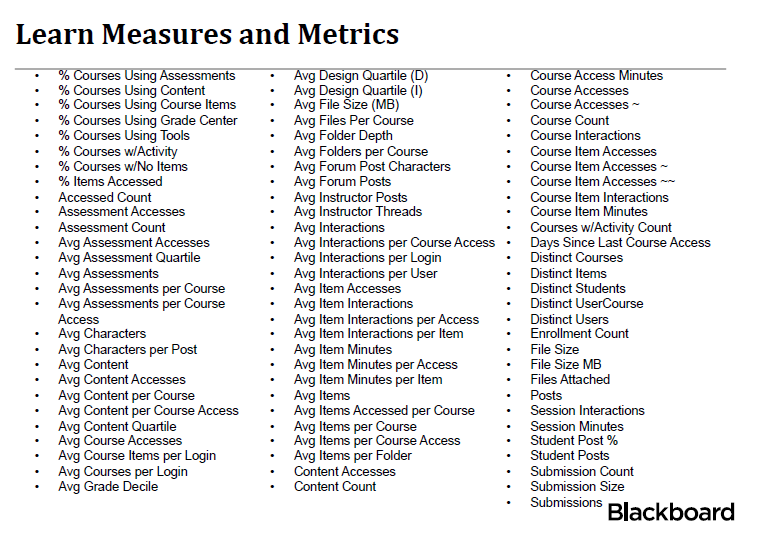 Learn Measures and Metrics
• % Courses Using Assessments
• % Courses Using Content
• % Courses Using Course Items
• % Courses Using Grade Center
• % Courses Using Tools
• % Courses w/Activity
• % Courses w/No Items
• % Items Accessed
• Accessed Count
• Assessment Accesses
• Assessment Count
• Avg Assessment Accesses
• Avg Assessment Quartile
• Avg Assessments
• Avg Assessments per Course
• Avg Assessments per Course
Access
• Avg Characters
• Avg Characters per Post
• Avg Content
• Avg Content Accesses
• Avg Content per Course
• Avg Content per Course Access
• Avg Content Quartile
• Avg Course Accesses
• Avg Course Items per Login
• Avg Courses per Login
• Avg Grade Decile
• Avg Design Quartile (D)
• Avg Design Quartile (I)
• Avg File Size (MB)
• Avg Files Per Course
• Avg Folder Depth
• Avg Folders per Course
• Avg Forum Post Characters
• Avg Forum Posts
• Avg Instructor Posts
• Avg Instructor Threads
• Avg Interactions
• Avg Interactions per Course Access
• Avg Interactions per Login
• Avg Interactions per User
• Avg Item Accesses
• Avg Item Interactions
• Avg Item Interactions per Access
• Avg Item Interactions per Item
• Avg Item Minutes
• Avg Item Minutes per Access
• Avg Item Minutes per Item
• Avg Items
• Avg Items Accessed per Course
• Avg Items per Course
• Avg Items per Course Access
• Avg Items per Folder
• Content Accesses
• Content Count
• Course Access Minutes
• Course Accesses
• Course Accesses ~
• Course Count
• Course Interactions
• Course Item Accesses
• Course Item Accesses ~
• Course Item Accesses ~~
• Course Item Interactions
• Course Item Minutes
• Courses w/Activity Count
• Days Since Last Course Access
• Distinct Courses
• Distinct Items
• Distinct Students
• Distinct UserCourse
• Distinct Users
• Enrollment Count
• File Size
• File Size MB
• Files Attached
• Posts
• Session Interactions
• Session Minutes
• Student Post %
• Student Posts
• Submission Count
• Submission Size
• Submissions
Blackboard